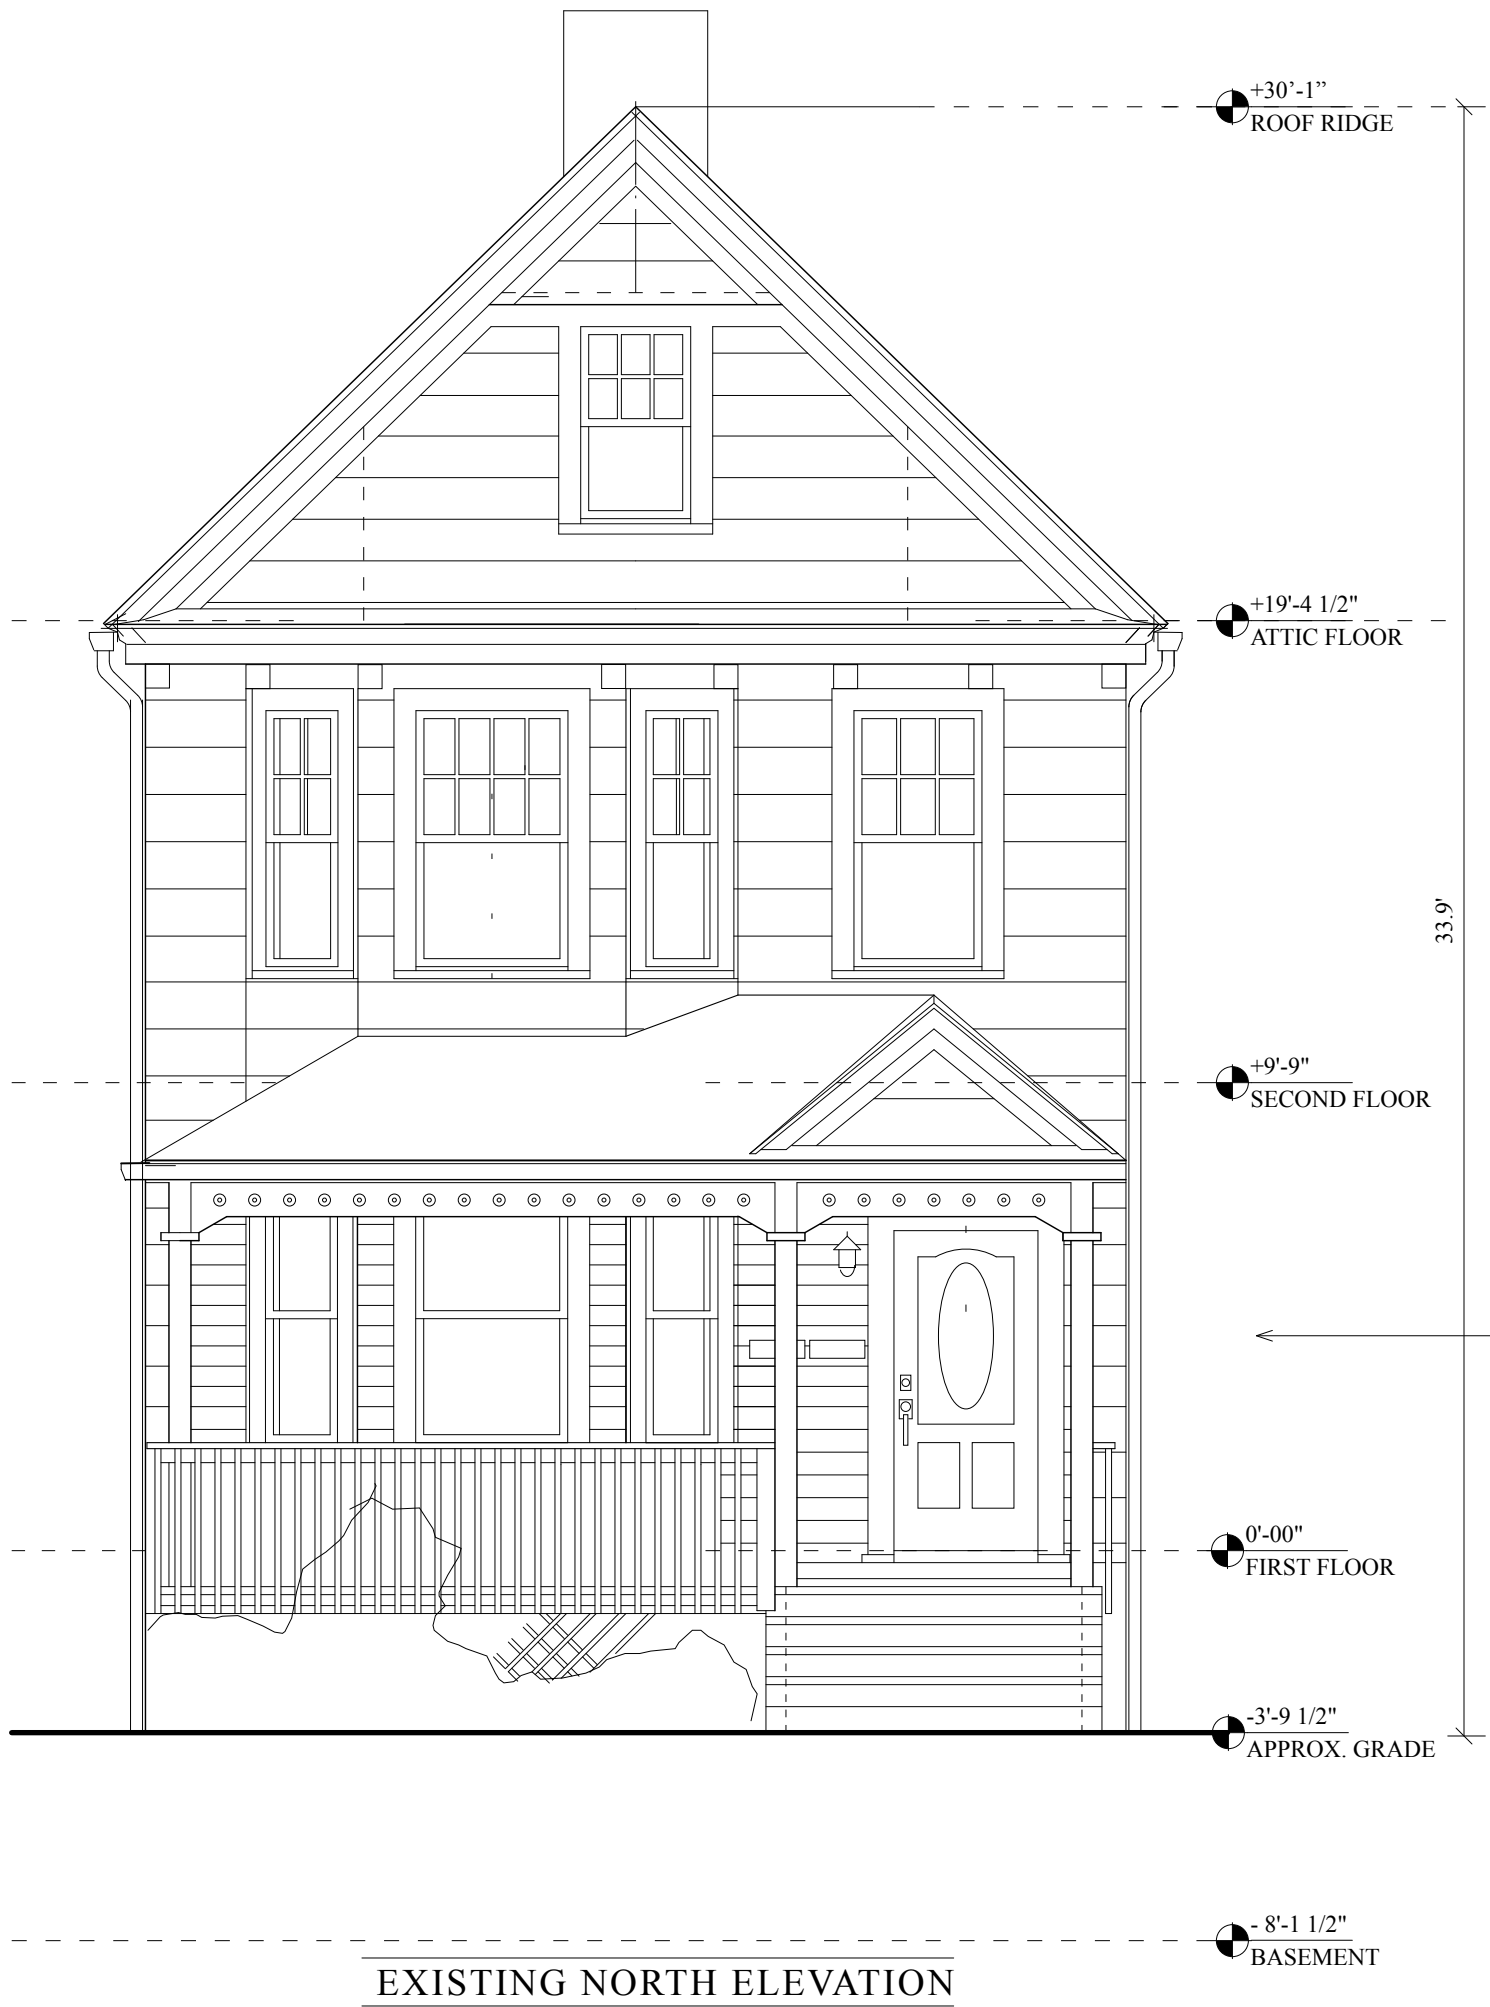 +30’-1”
ROOF RIDGE
+19'-4 1/2"
ATTIC FLOOR
33.9'
+9'-9"
SECOND FLOOR
0'-00"
FIRST FLOOR
-3'-9 1/2"
APPROX. GRADE
- 8'-1 1/2"
BASEMENT
EXISTING NORTH ELEVATION